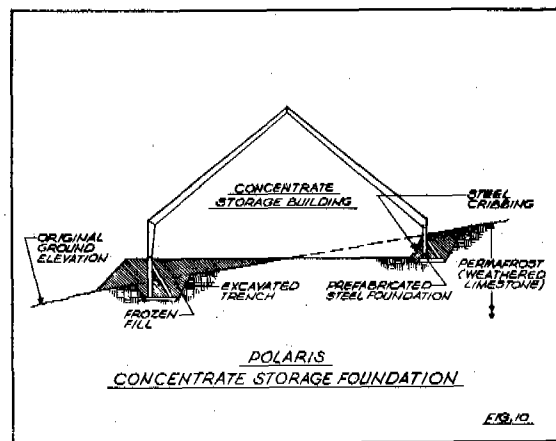 CONCENTRATE
STORAGE BUILDING
STEEL
CRIBBING
ORIGINAL
GROUND
ELEVATION
EXCAVATED
TRENCH
PREFABRICATED
STEEL FOUNDATION
PERMAFROST
(WEATHERED
LIMESTONE)
FROZEN
FILL
POLARIS
CONCENTRATE STORAGE FOUNDATION
FIG. 10